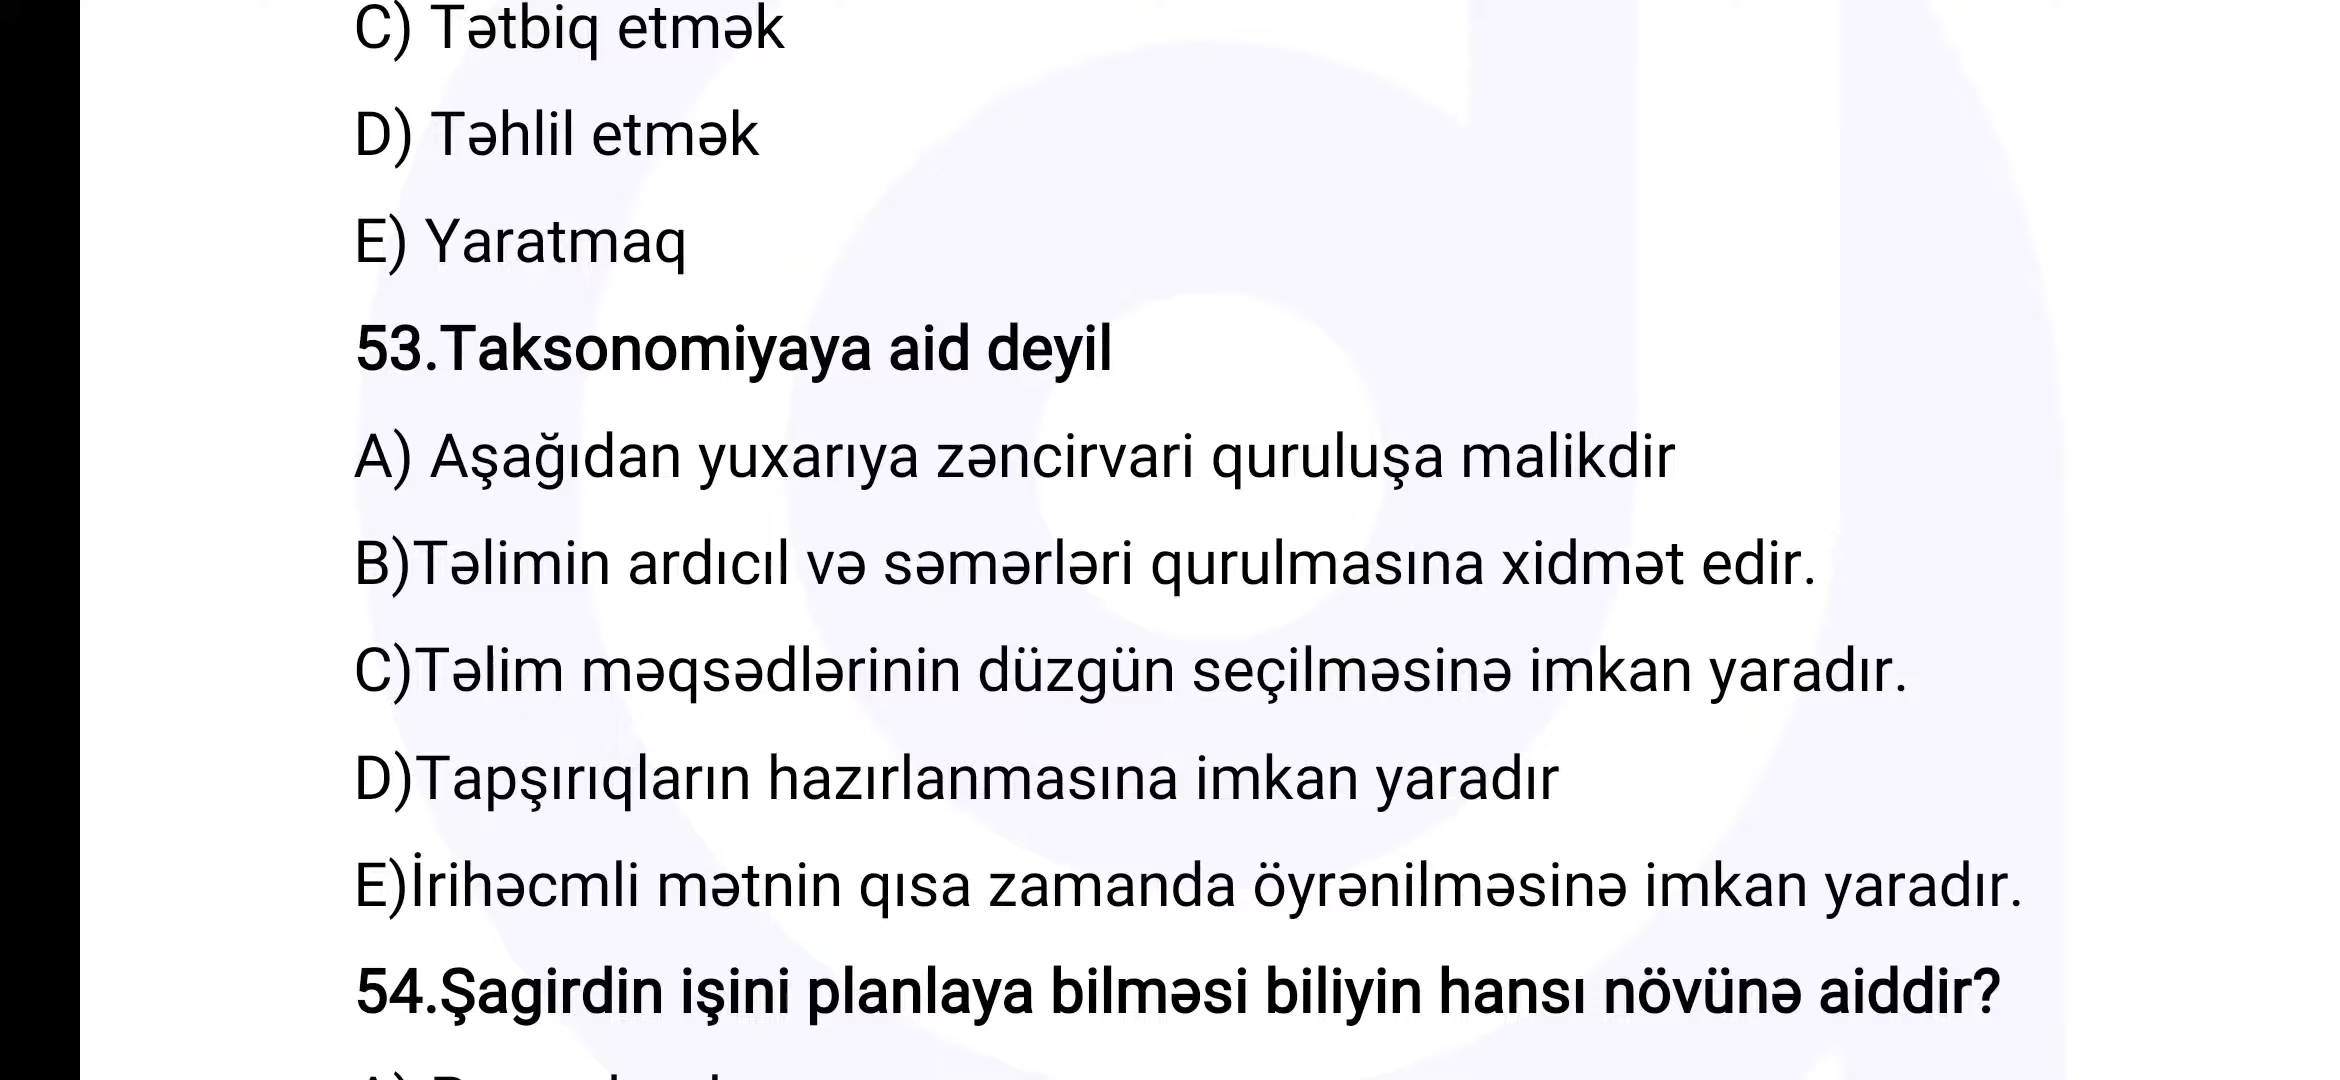 C) Tətbiq etmək
D) Təhlil etmək
E) Yaratmaq
53.Taksonomiyaya aid deyil
A) Aşağıdan yuxarıya zəncirvari quruluşa malikdir
B)Təlimin ardıcıl və səmərləri qurulmasına xidmət edir.
C)Təlim məqsədlərinin düzgün seçilməsinə imkan yaradır.
D)Tapşırıqların hazırlanmasına imkan yaradır
E)İrihəcmli mətnin qısa zamanda öyrənilməsinə imkan yaradır.
54.Şagirdin işini planlaya bilməsi biliyin hansı növünə aiddir?